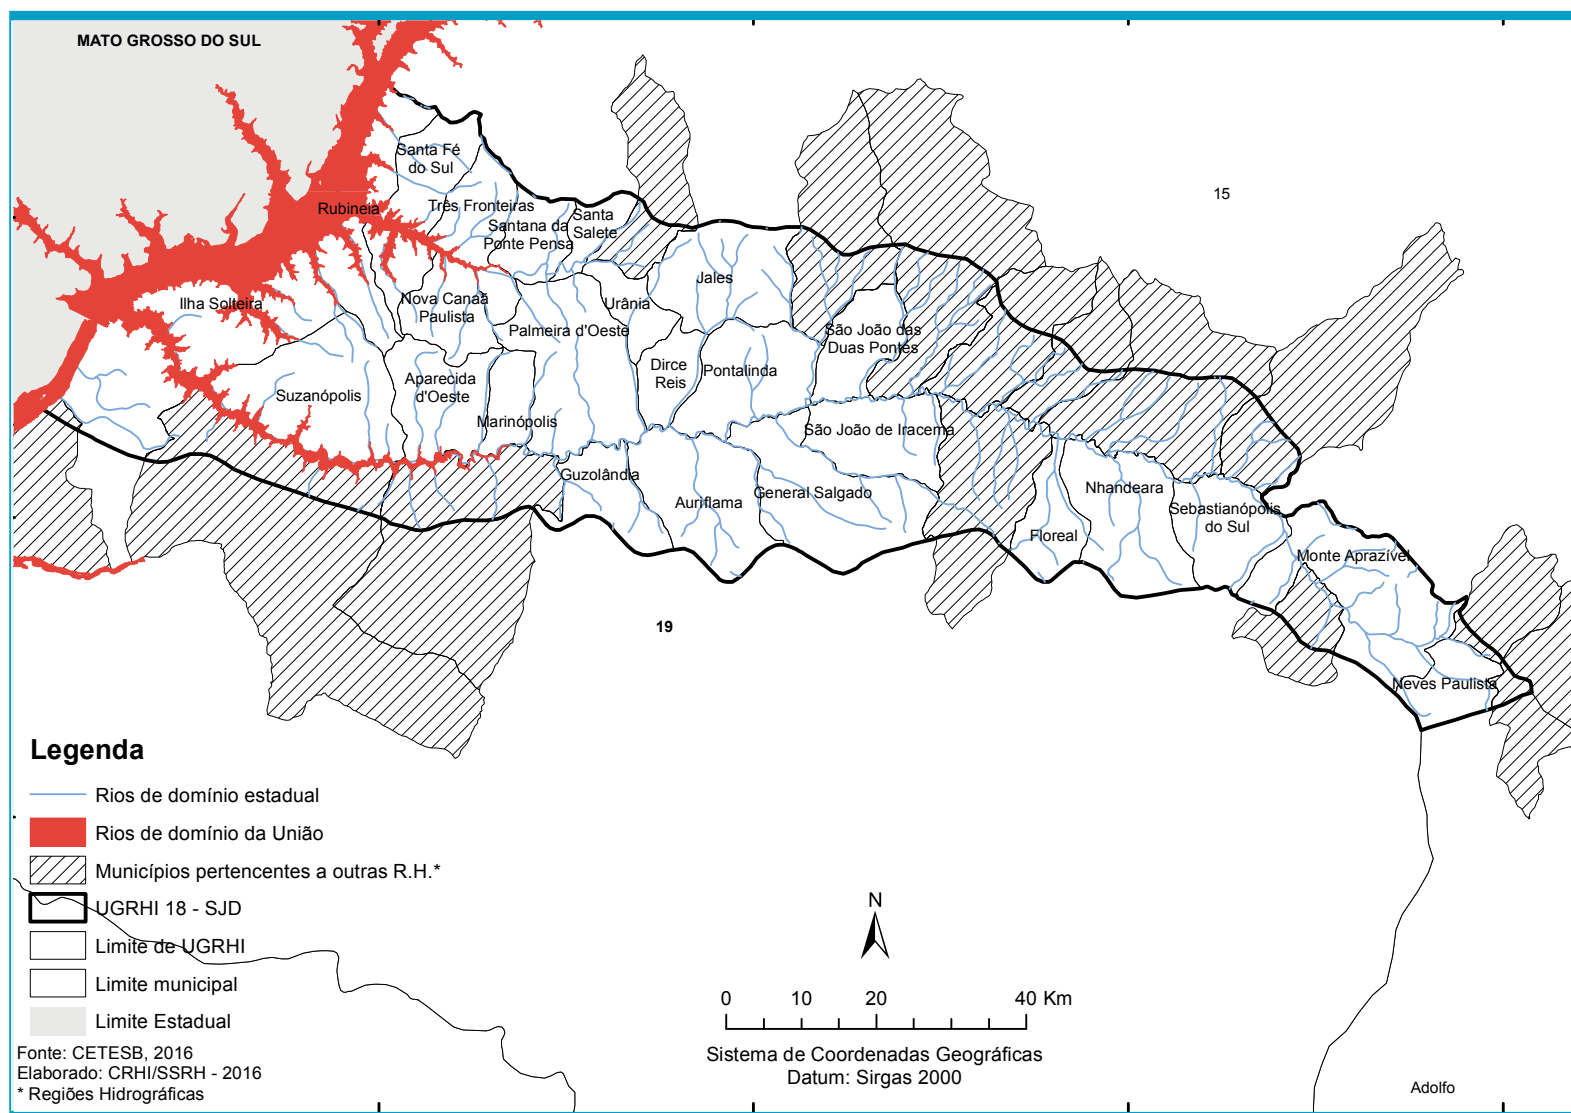 MATO GROSSO DO SUL
15
Santa Fé
do Sul
Rubineia
Três Fronteiras
Santana da
Ponte Pensa
Santa
Salete
Ilha Solteira
Nova Canaã
Paulista
Palmeira d'Oeste
Urânia
Jales
São João das
Duas Pontes
Dirce
Reis
Pontalinda
Suzanópolis
Aparecida
d'Oeste
Marinópolis
São João de Iracema
Guzolândia
Auriflama
General Salgado
Nhandeara
Sebastianópolis
do Sul
Floreal
Monte Aprazível
Neves Paulista
19
Legenda
Rios de domínio estadual
Rios de domínio da União
Municípios pertencentes a outras R.H.*
UGRHI 18 - SJD
Limite de UGRHI
Limite municipal
Limite Estadual
Fonte: CETESB, 2016
Elaborado: CRHI/SSRH - 2016
* Regiões Hidrográficas
N
0 10 20 40 Km
Sistema de Coordenadas Geográficas
Datum: Sirgas 2000
Adolfo